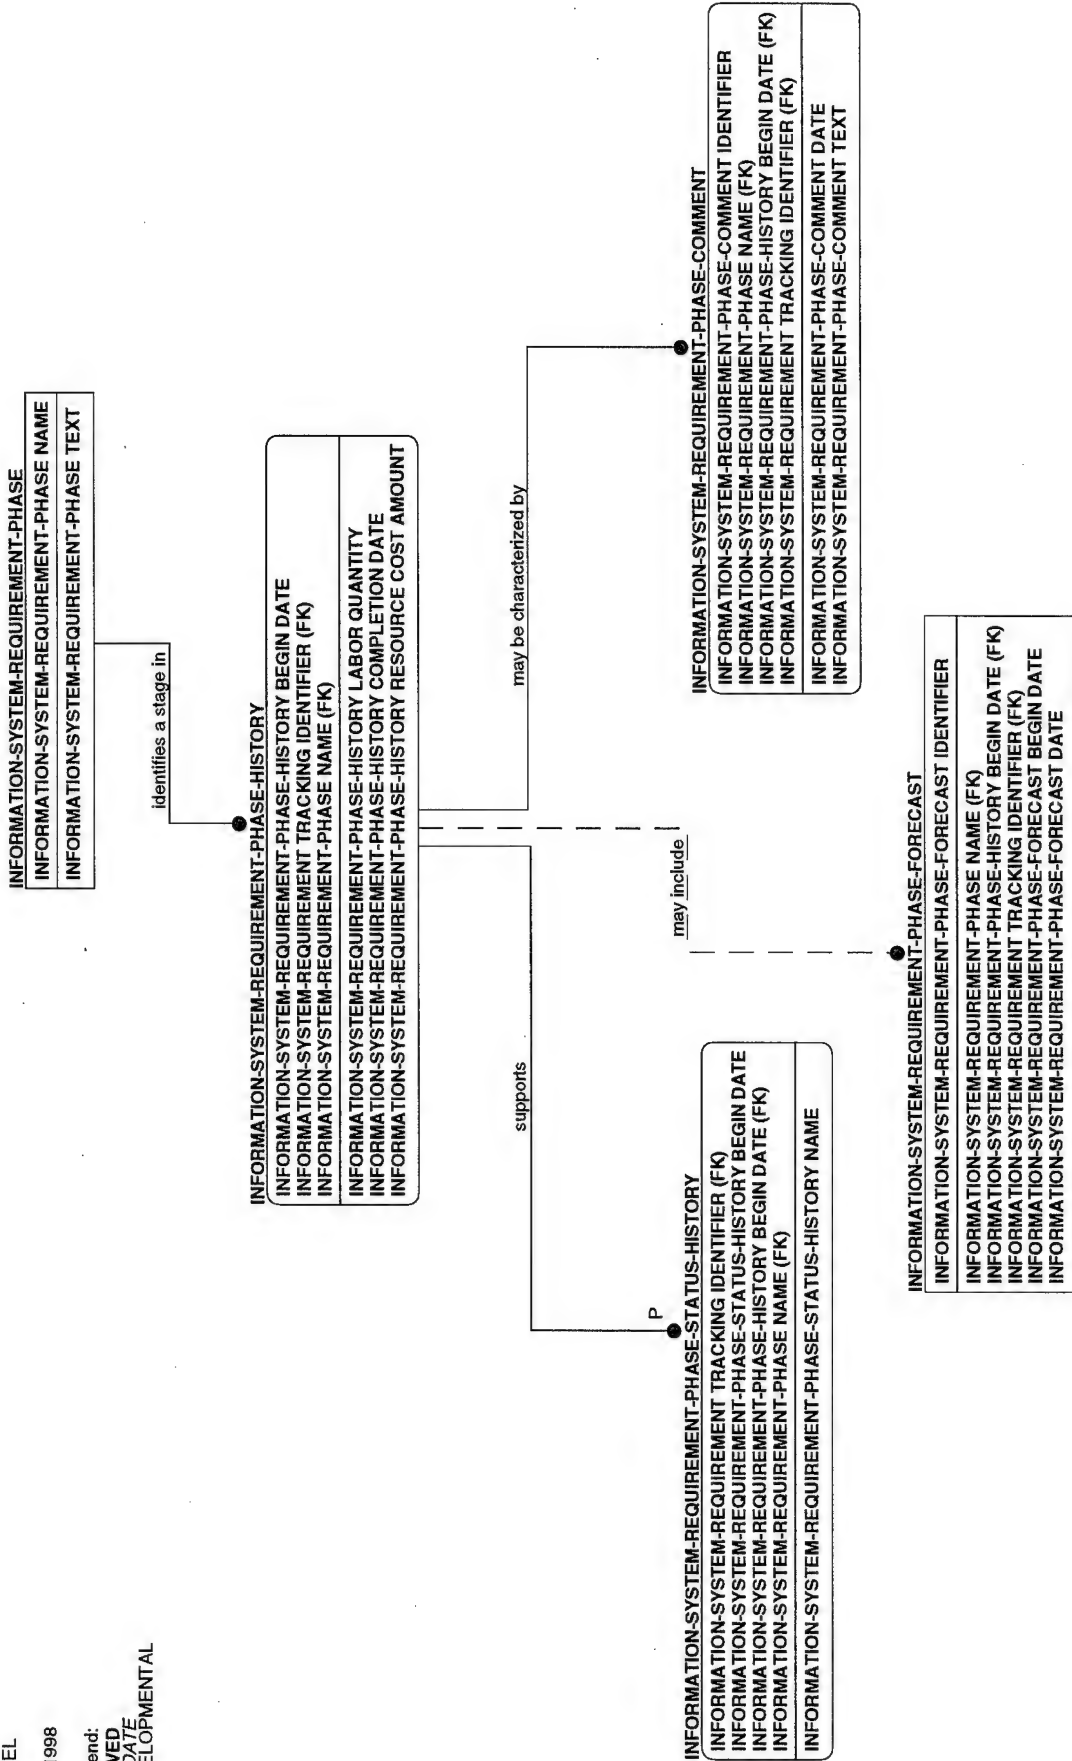 EL
1998
end:
VED
DATE
ELOPMENTAL
INFORMATION-SYSTEM-REQUIREMENT-PHASE
INFORMATION-SYSTEM-REQUIREMENT-PHASE NAME
INFORMATION-SYSTEM-REQUIREMENT-PHASE TEXT
identifies a stage in
INFORMATION-SYSTEM-REQUIREMENT-PHASE-HISTORY
INFORMATION-SYSTEM-REQUIREMENT-PHASE-HISTORY BEGIN DATE
INFORMATION-SYSTEM-REQUIREMENT TRACKING IDENTIFIER (FK)
INFORMATION-SYSTEM-REQUIREMENT-PHASE NAME (FK)
INFORMATION-SYSTEM-REQUIREMENT-PHASE-HISTORY LABOR QUANTITY
INFORMATION-SYSTEM-REQUIREMENT-PHASE-HISTORY COMPLETION DATE
INFORMATION-SYSTEM-REQUIREMENT-PHASE-HISTORY RESOURCE COST AMOUNT
supports
may include
may be characterized by
P
INFORMATION-SYSTEM-REQUIREMENT-PHASE-STATUS-HISTORY
INFORMATION-SYSTEM-REQUIREMENT TRACKING IDENTIFIER (FK)
INFORMATION-SYSTEM-REQUIREMENT-PHASE-STATUS-HISTORY BEGIN DATE
INFORMATION-SYSTEM-REQUIREMENT-PHASE-HISTORY BEGIN DATE (FK)
INFORMATION-SYSTEM-REQUIREMENT-PHASE NAME (FK)
INFORMATION-SYSTEM-REQUIREMENT-PHASE-STATUS-HISTORY NAME
INFORMATION-SYSTEM-REQUIREMENT-PHASE-COMMENT
INFORMATION-SYSTEM-REQUIREMENT-PHASE-COMMENT IDENTIFIER
INFORMATION-SYSTEM-REQUIREMENT-PHASE NAME (FK)
INFORMATION-SYSTEM-REQUIREMENT-PHASE-HISTORY BEGIN DATE (FK)
INFORMATION-SYSTEM-REQUIREMENT TRACKING IDENTIFIER (FK)
INFORMATION-SYSTEM-REQUIREMENT-PHASE-COMMENT DATE
INFORMATION-SYSTEM-REQUIREMENT-PHASE-COMMENT TEXT
INFORMATION-SYSTEM-REQUIREMENT-PHASE-FORECAST
INFORMATION-SYSTEM-REQUIREMENT-PHASE-FORECAST IDENTIFIER
INFORMATION-SYSTEM-REQUIREMENT-PHASE NAME (FK)
INFORMATION-SYSTEM-REQUIREMENT-PHASE-HISTORY BEGIN DATE (FK)
INFORMATION-SYSTEM-REQUIREMENT TRACKING IDENTIFIER (FK)
INFORMATION-SYSTEM-REQUIREMENT-PHASE-FORECAST BEGIN DATE
INFORMATION-SYSTEM-REQUIREMENT-PHASE-FORECAST DATE